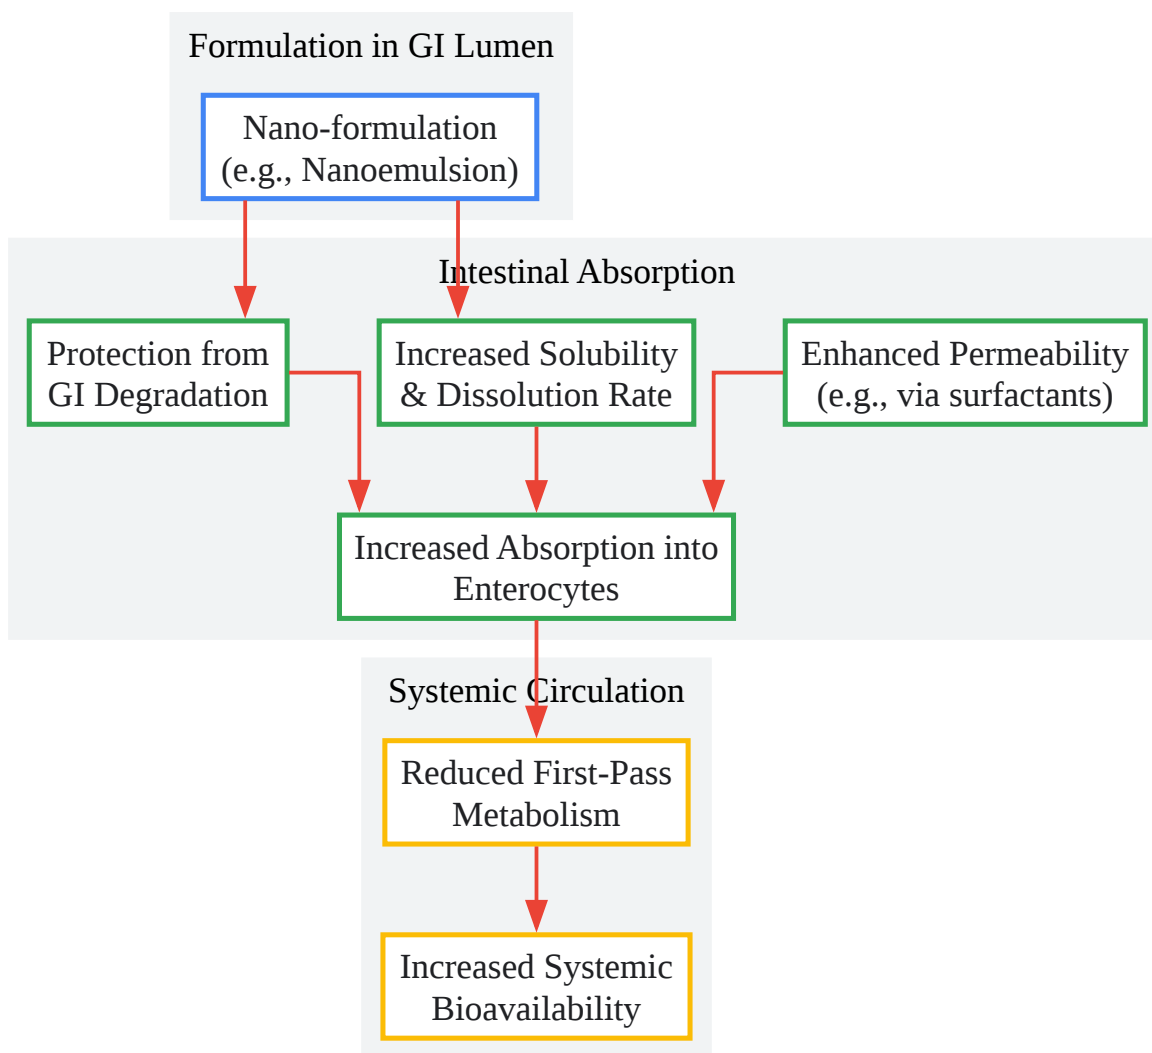 Formulation in GI Lumen
Nano-formulation
(e.g., Nanoemulsion)
Intestinal Absorption
Protection from
GI Degradation
Increased Solubility
& Dissolution Rate
Enhanced Permeability
(e.g., via surfactants)
Increased Absorption into
Enterocytes
Systemic Circulation
Reduced First-Pass
Metabolism
Increased Systemic
Bioavailability